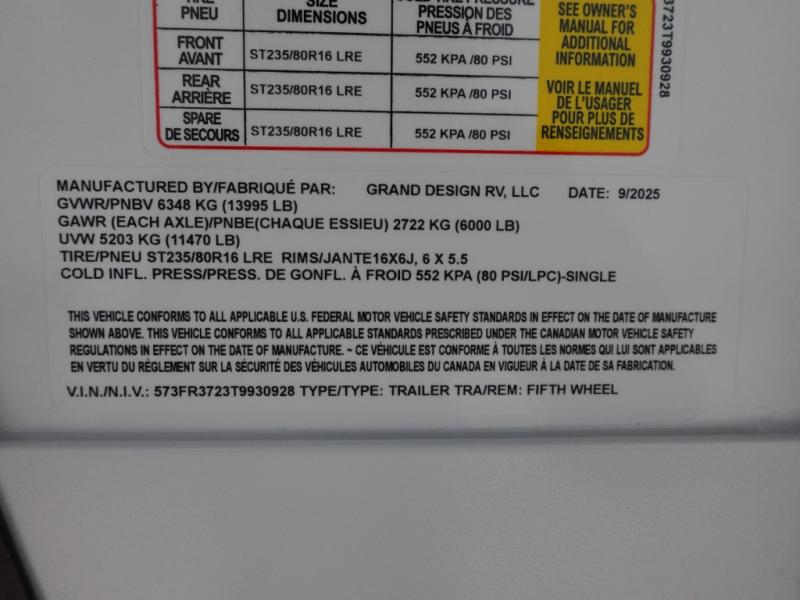 PNEU
SIZE
DIMENSIONS
PRESSION DES
PNEUS À FROID
SEE OWNER'S
MANUAL FOR
ADDITIONAL
INFORMATION
VOIR LE MANUEL
DE L'USAGER
POUR PLUS DE
RENSEIGNEMENTS
FRONT
AVANT
ST235/80R16 LRE
552 KPA /80 PSI
REAR
ARRIÈRE
ST235/80R16 LRE
552 KPA /80 PSI
SPARE
DE SECOURS
ST235/80R16 LRE
552 KPA /80 PSI
3723T9930928
MANUFACTURED BY/FABRIQUÉ PAR: GRAND DESIGN RV, LLC DATE: 9/2025
GVWR/PNBV 6348 KG (13995 LB)
GAWR (EACH AXLE)/PNBE(CHAQUE ESSIEU) 2722 KG (6000 LB)
UVW 5203 KG (11470 LB)
TIRE/PNEU ST235/80R16 LRE RIMS/JANTE16X6J, 6 X 5.5
COLD INFL. PRESS/PRESS. DE GONFL. À FROID 552 KPA (80 PSI/LPC)-SINGLE
THIS VEHICLE CONFORMS TO ALL APPLICABLE U.S. FEDERAL MOTOR VEHICLE SAFETY STANDARDS IN EFFECT ON THE DATE OF MANUFACTURE
SHOWN ABOVE. THIS VEHICLE CONFORMS TO ALL APPLICABLE STANDARDS PRESCRIBED UNDER THE CANADIAN MOTOR VEHICLE SAFETY
REGULATIONS IN EFFECT ON THE DATE OF MANUFACTURE. ~ CE VÉHICULE EST CONFORME À TOUTES LES NORMES QUI LUI SONT APPLICABLES
EN VERTU DU RÉGLEMENT SUR LA SÉCURITÉ DES VÉHICULES AUTOMOBILES DU CANADA EN VIGUEUR À LA DATE DE SA FABRICATION.
V.I.N./N.I.V.: 573FR3723T9930928 TYPE/TYPE: TRAILER TRA/REM: FIFTH WHEEL